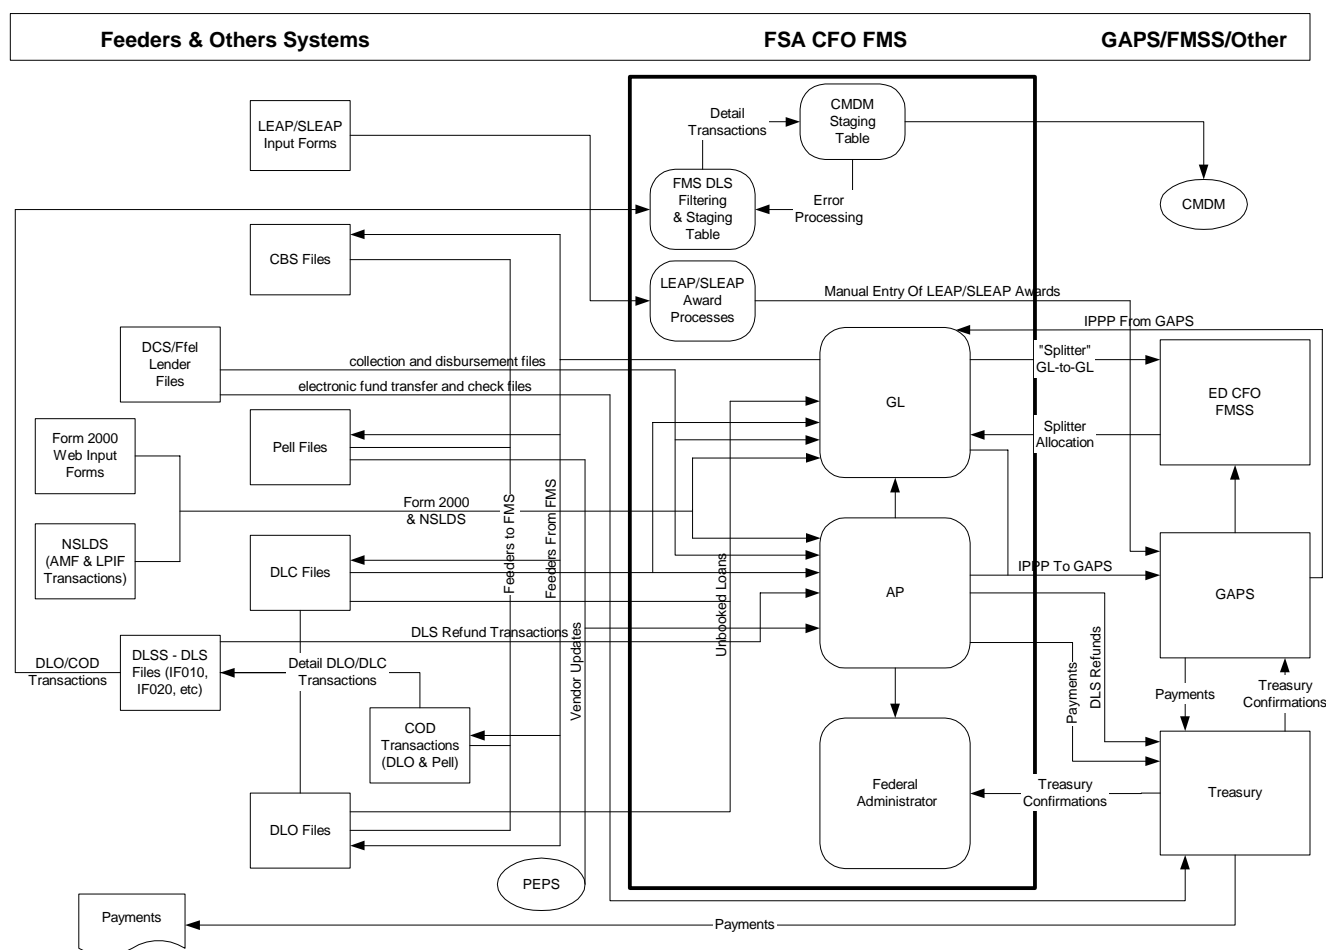 Feeders & Others Systems
FSA CFO FMS
GAPS/FMSS/Other
LEAP/SLEAP
Input Forms
Detail
Transactions
CMDM
Staging
Table
FMS DLS
Filtering
& Staging
Table
Error
Processing
CMDM
CBS Files
LEAP/SLEAP
Award
Processes
Manual Entry Of LEAP/SLEAP Awards
IPPP From GAPS
DCS/Ffel
Lender
Files
collection and disbursement files
electronic fund transfer and check files
GL
"Splitter"
GL-to-GL
ED CFO
FMSS
Splitter
Allocation
Form 2000
Web Input
Forms
Pell Files
Form 2000
& NSLDS
Feeders to FMS
Feeders From FMS
NSLDS
(AMF & LPIF
Transactions)
DLC Files
Unbooked Loans
AP
IPPP To GAPS
GAPS
DLS Refund Transactions
Vendor Updates
DLO/COD
Transactions
DLSS - DLS
Files (IF010,
IF020, etc)
Detail DLO/DLC
Transactions
COD
Transactions
(DLO & Pell)
Payments
DLS Refunds
Payments
Treasury
Confirmations
Federal
Administrator
Treasury
Confirmations
Treasury
DLO Files
PEPS
Payments
Payments